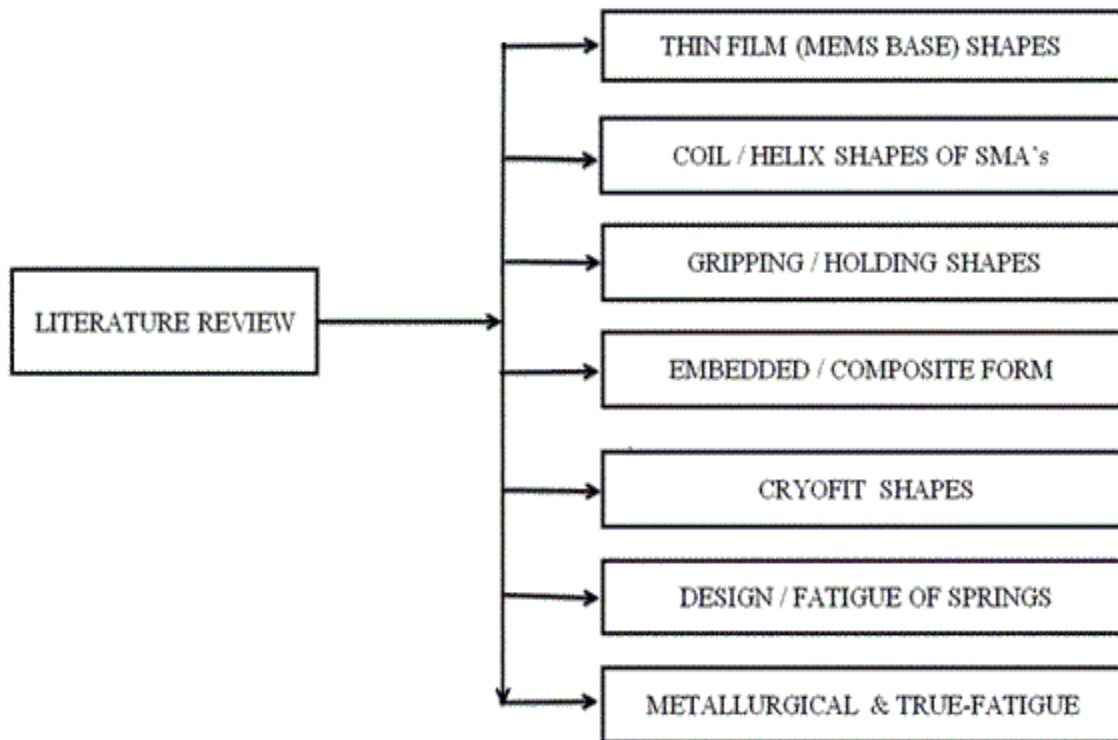 THIN FILM (MEMS BASE) SHAPES
COIL / HELIX SHAPES OF SMA`s
GRIPPING / HOLDING SHAPES
LITERATURE REVIEW
EMBEDDED / COMPOSITE FORM
CRYOFIT SHAPES
DESIGN / FATIGUE OF SPRINGS
METALLURGICAL & TRUE-FATIGUE